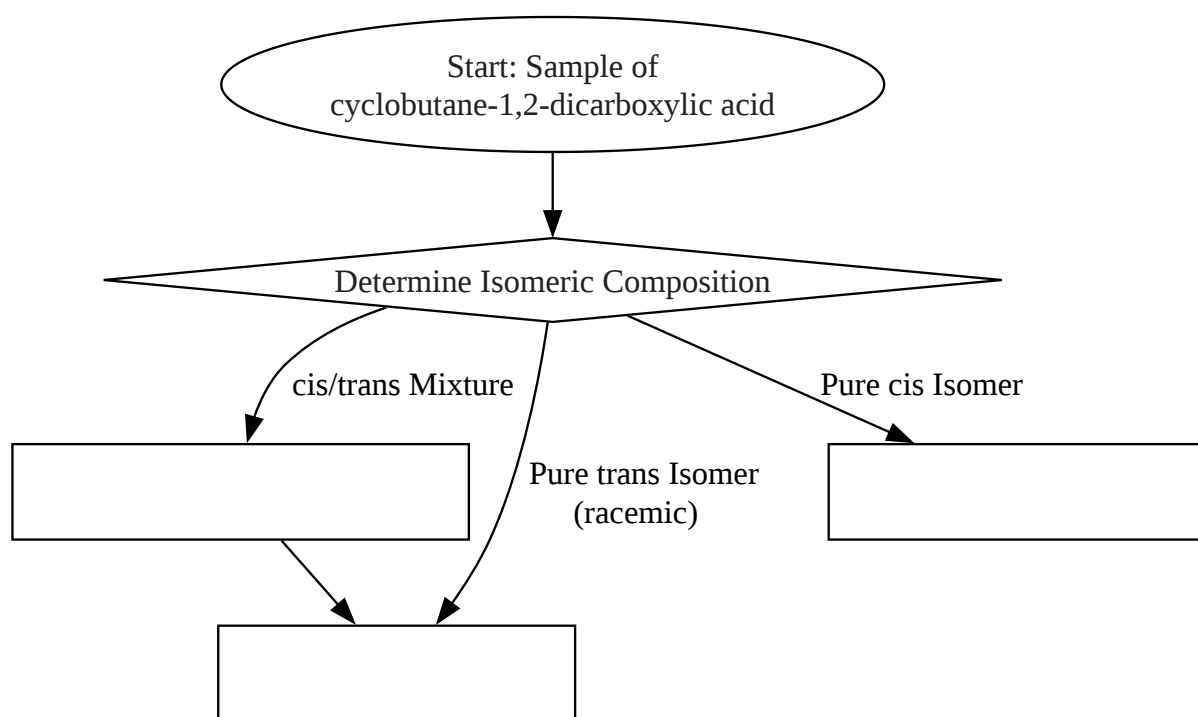 Start: Sample of
cyclobutane-1,2-dicarboxylic acid
Determine Isomeric Composition
cis/trans Mixture
Pure cis Isomer
Pure trans Isomer
(racemic)